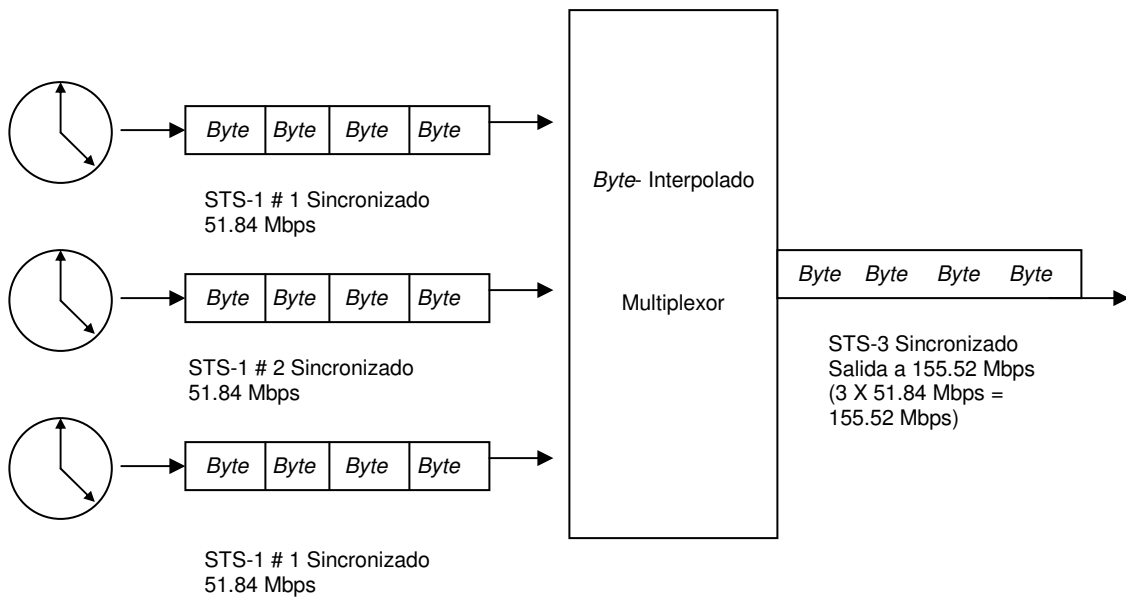 Byte Byte Byte Byte
STS-1 # 1 Sincronizado
51.84 Mbps
Byte Byte Byte Byte
STS-1 # 2 Sincronizado
51.84 Mbps
Byte Byte Byte Byte
STS-1 # 1 Sincronizado
51.84 Mbps
Byte- Interpolado
Multiplexor
Byte Byte Byte Byte
STS-3 Sincronizado
Salida a 155.52 Mbps
(3 X 51.84 Mbps =
155.52 Mbps)